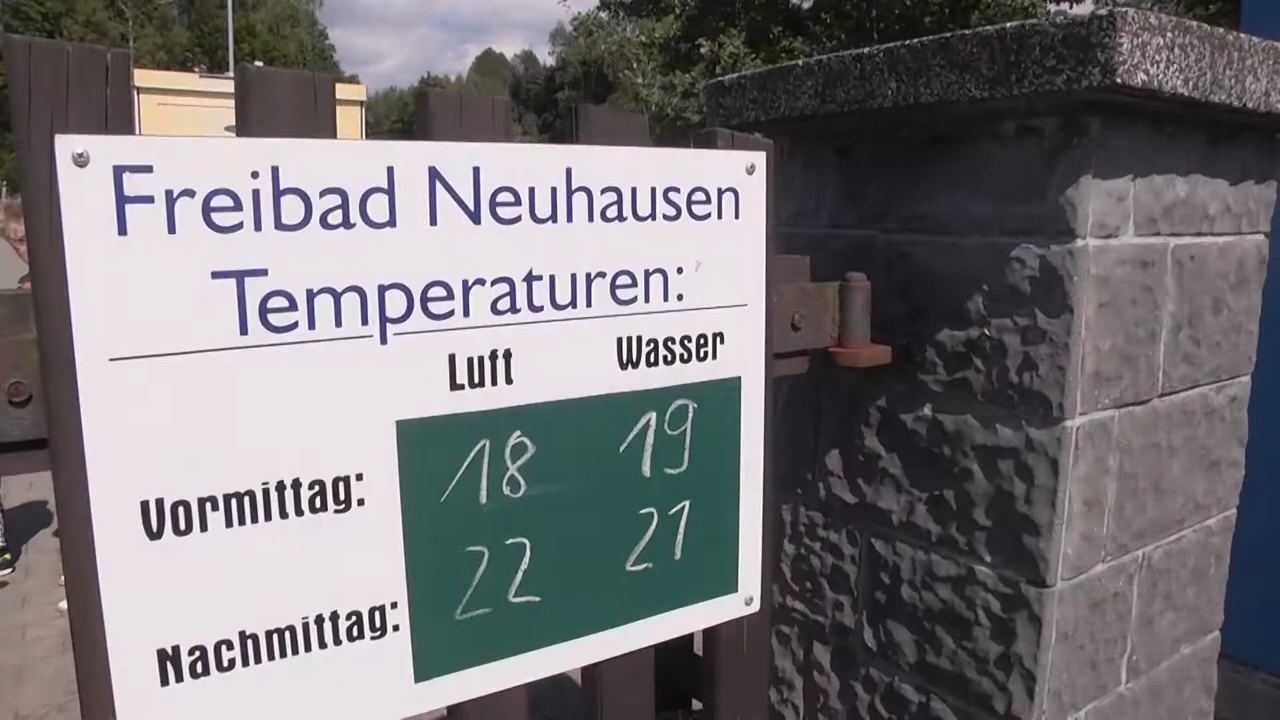 Freibad Neuhausen
Temperaturen:
Luft Wasser
Vormittag: 18 19
Nachmittag: 22 21